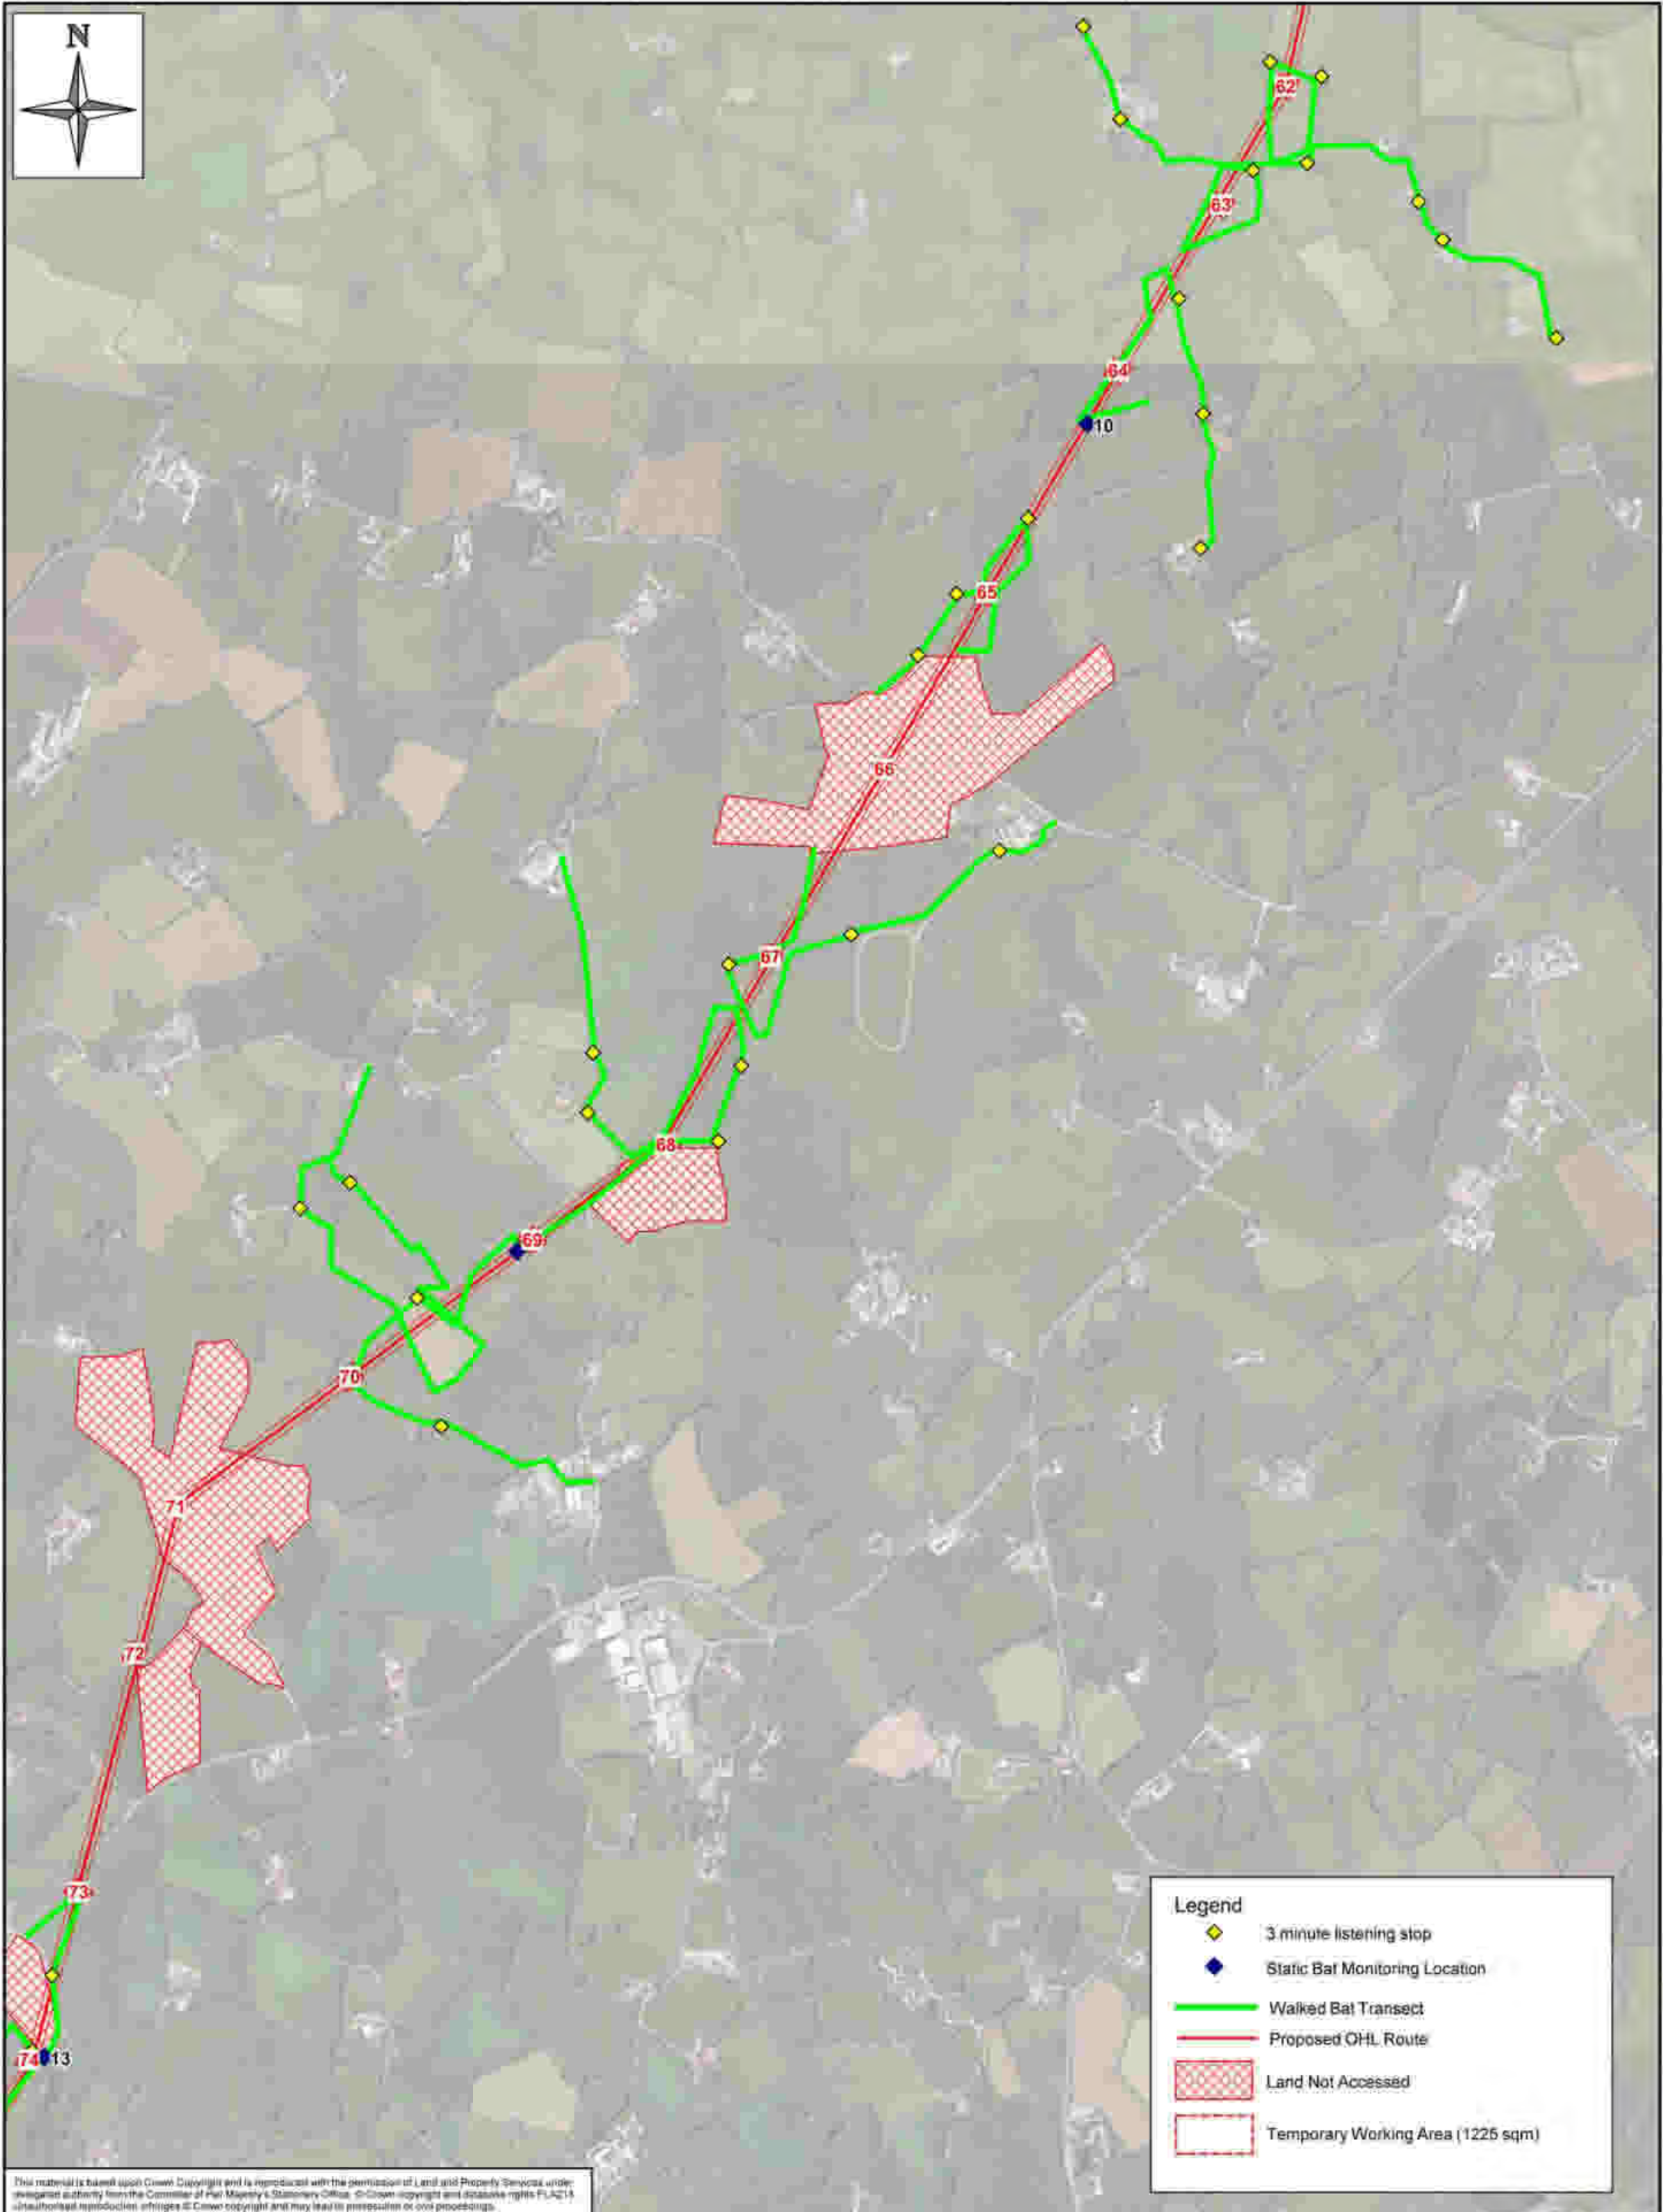 N
62
63
64
10
65
66
67
68
69
70
71
72
73
74
13
Legend
3 minute listening stop
Static Bat Monitoring Location
Walked Bat Transect
Proposed OHL Route
Land Not Accessed
Temporary Working Area (1225 sqm)
This material is based upon Crown Copyright and is reproduced with the permission of Land and Property Services under
delegated authority from the Controller of Her Majesty's Stationery Office, © Crown copyright and database rights
Unauthorised reproduction infringes © Crown copyright and may lead to prosecution or civil proceedings.